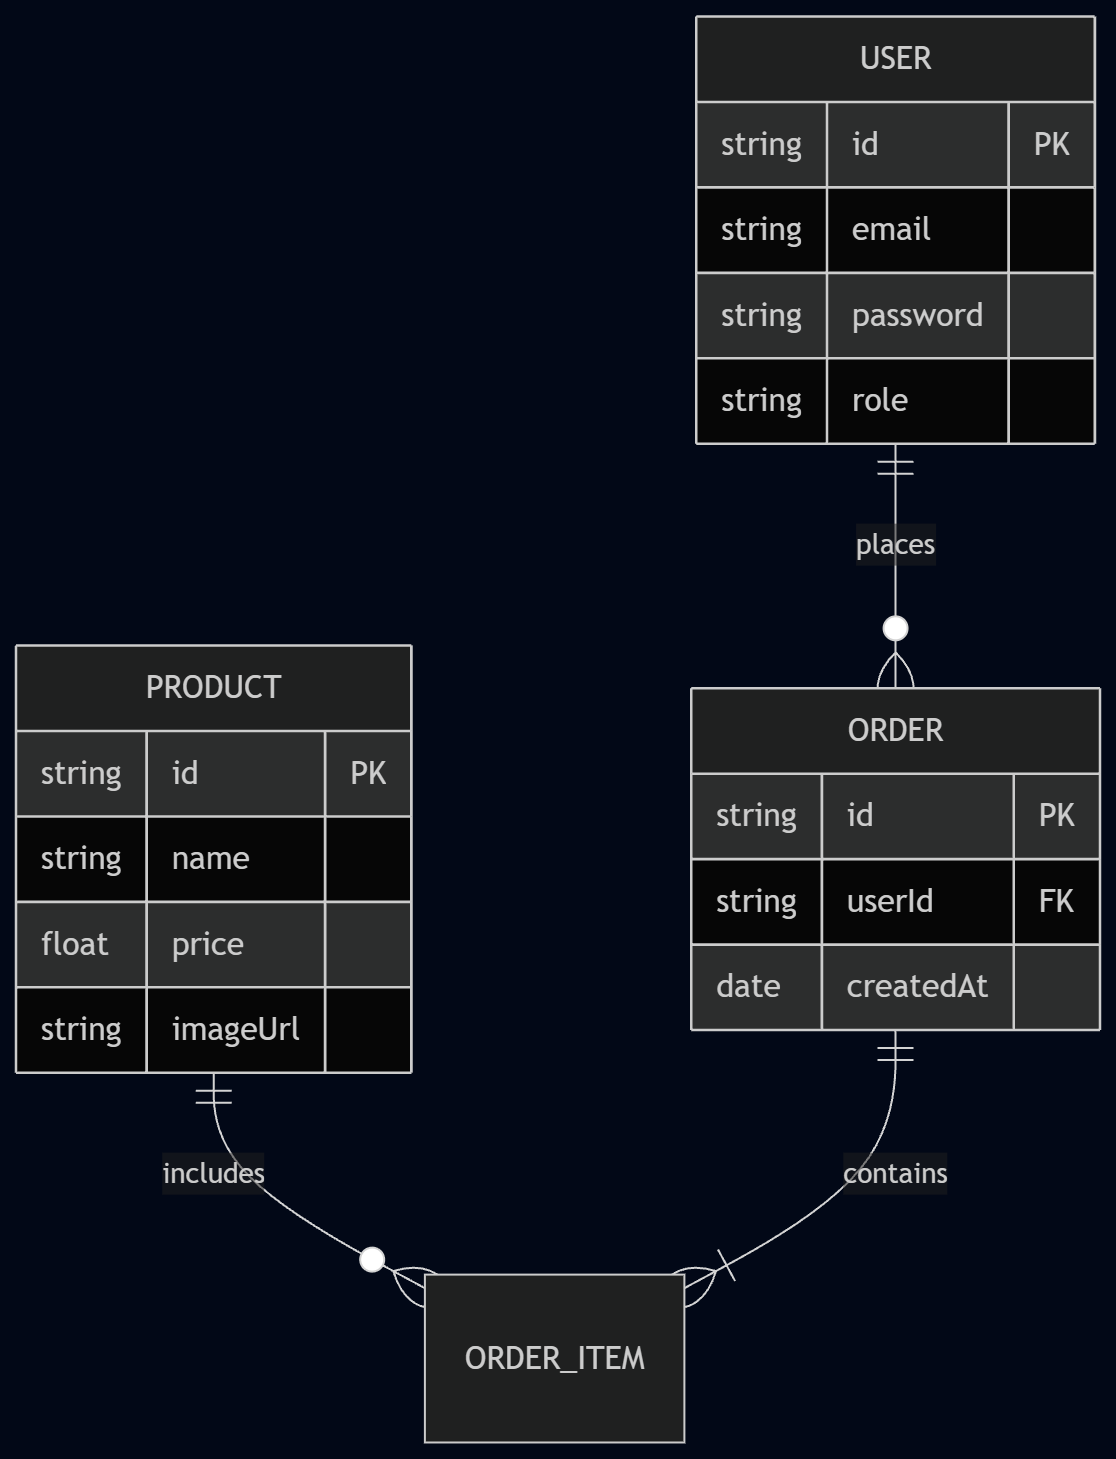 USER
string id PK
string email
string password
string role
places
PRODUCT
string id PK
string name
float price
string imageUrl
ORDER
string id PK
string userId FK
date createdAt
includes
contains
ORDER_ITEM